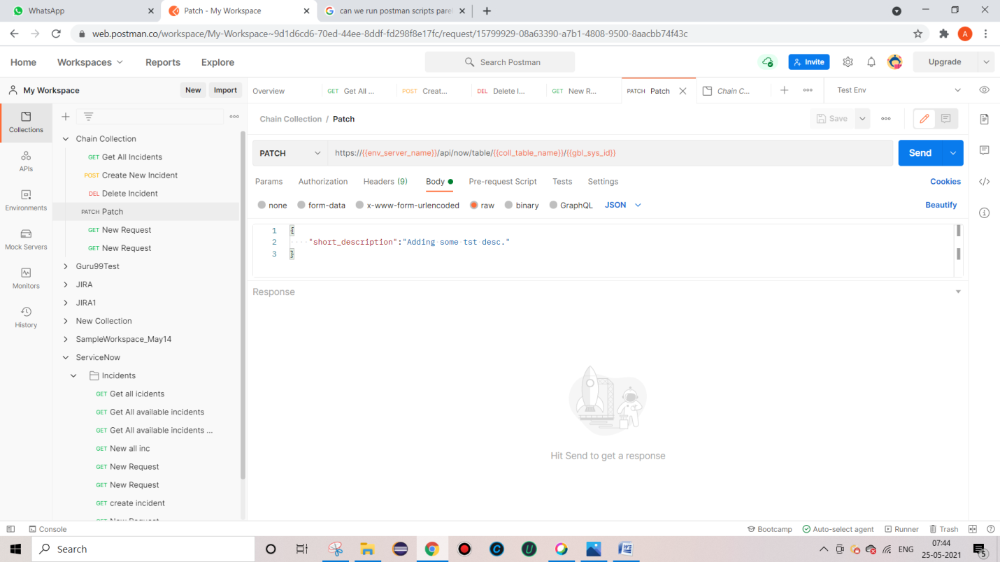 WhatsApp
Patch - My Workspace
can we run postman scripts parel
web.postman.co/workspace/My-Workspace~9d1d6cd6-70ed-44ee-8ddf-fd298f8e17fc/request/15799929-08a63390-a7b1-4808-9500-8aacbb74f43c
A
Home Workspaces Reports Explore Search Postman Invite Upgrade
My Workspace New Import
Overview GET Get All ... POST Creat... DEL Delete I... GET New R... PATCH Patch Chain C... Test Env
Collections
APIs
Environments
Mock Servers
Monitors
History
Chain Collection
GET Get All Incidents
POST Create New Incident
DEL Delete Incident
PATCH Patch
GET New Request
GET New Request
Guru99Test
JIRA
JIRA1
New Collection
SampleWorkspace_May14
ServiceNow
Incidents
GET Get all icidents
GET Get All available incidents
GET Get All available incidents ...
GET New all inc
GET New Request
GET New Request
GET create incident
GET New Request
Chain Collection / Patch Save
PATCH https://{{env_server_name}}/api/now/table/{{coll_table_name}}/{{gbl_sys_id}} Send
Params Authorization Headers (9) Body Pre-request Script Tests Settings Cookies
none form-data x-www-form-urlencoded raw binary GraphQL JSON Beautify
1 {
2 "short_description":"Adding some tst desc."
3 }
Response
Hit Send to get a response
Console Bootcamp Auto-select agent Runner Trash
Search ENG 07:44
25-05-2021
5